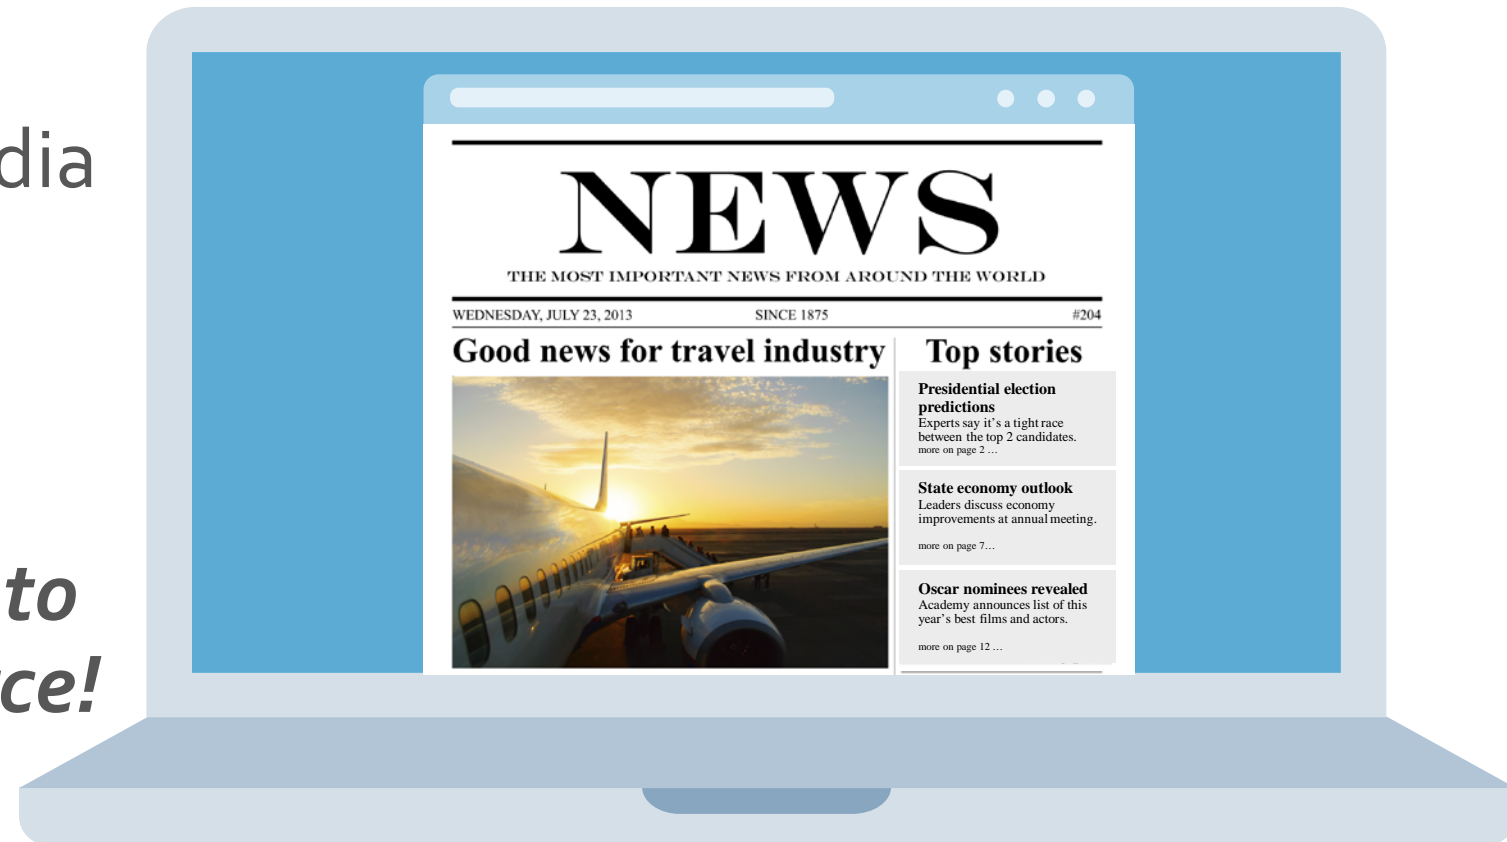 dia
to
rce!
NEWS
THE MOST IMPORTANT NEWS FROM AROUND THE WORLD
WEDNESDAY, JULY 23, 2013 SINCE 1875 #204
Good news for travel industry
Top stories
Presidential election
predictions
Experts say it's a tight race
between the top 2 candidates.
more on page 2 …
State economy outlook
Leaders discuss economy
improvements at annual meeting.
more on page 7…
Oscar nominees revealed
Academy announces list of this
year's best films and actors.
more on page 12 …